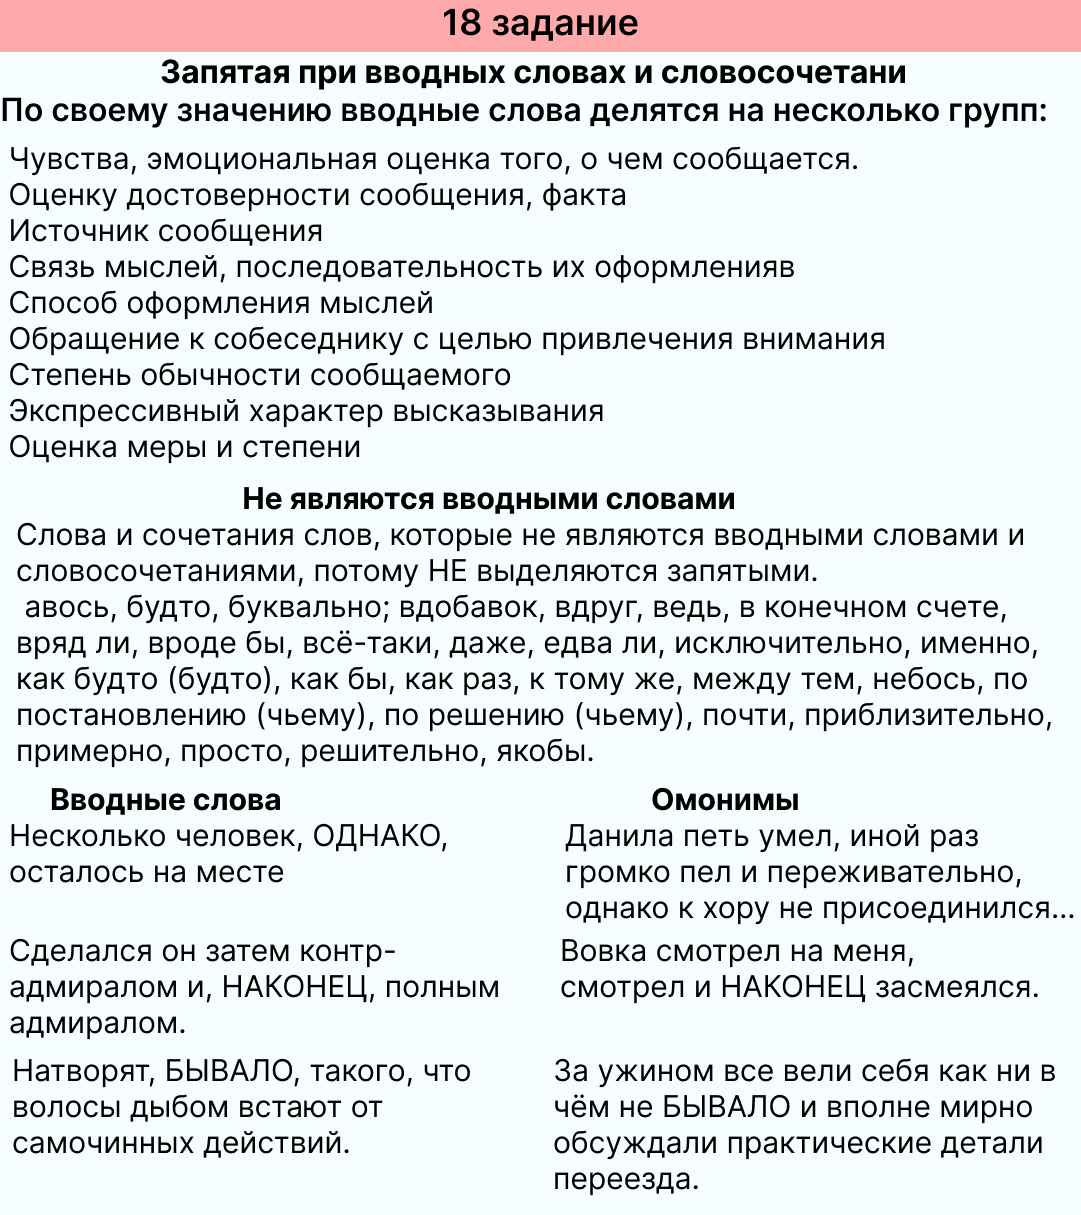 18 задание
Запятая при вводных словах и словосочетани
По своему значению вводные слова делятся на несколько групп:
Чувства, эмоциональная оценка того, о чем сообщается.
Оценку достоверности сообщения, факта
Источник сообщения
Связь мыслей, последовательность их оформленияв
Способ оформления мыслей
Обращение к собеседнику с целью привлечения внимания
Степень обычности сообщаемого
Экспрессивный характер высказывания
Оценка меры и степени
Не являются вводными словами
Слова и сочетания слов, которые не являются вводными словами и
словосочетаниями, потому НЕ выделяются запятыми.
авось, будто, буквально; вдобавок, вдруг, ведь, в конечном счете,
вряд ли, вроде бы, всё-таки, даже, едва ли, исключительно, именно,
как будто (будто), как бы, как раз, к тому же, между тем, небось, по
постановлению (чьему), по решению (чьему), почти, приблизительно,
примерно, просто, решительно, якобы.
Вводные слова
Несколько человек, ОДНАКО,
осталось на месте
Сделался он затем контр-
адмиралом и, НАКОНЕЦ, полным
адмиралом.
Натворят, БЫВАЛО, такого, что
волосы дыбом встают от
самочинных действий.
Омонимы
Данила петь умел, иной раз
громко пел и переживательно,
однако к хору не присоединился...
Вовка смотрел на меня,
смотрел и НАКОНЕЦ засмеялся.
За ужином все вели себя как ни в
чём не БЫВАЛО и вполне мирно
обсуждали практические детали
переезда.